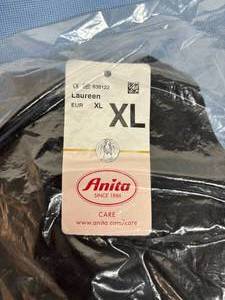 Laureen
EUR XL
XL
Anita
SINCE 1886
CARE
www.anita.com/care